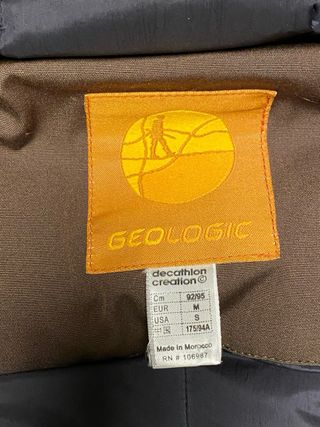 GEOLOGIC
decathlon
creation©
Cm 92/95
EUR M
USA S
175/94A
Made in Morocco
RN # 106987